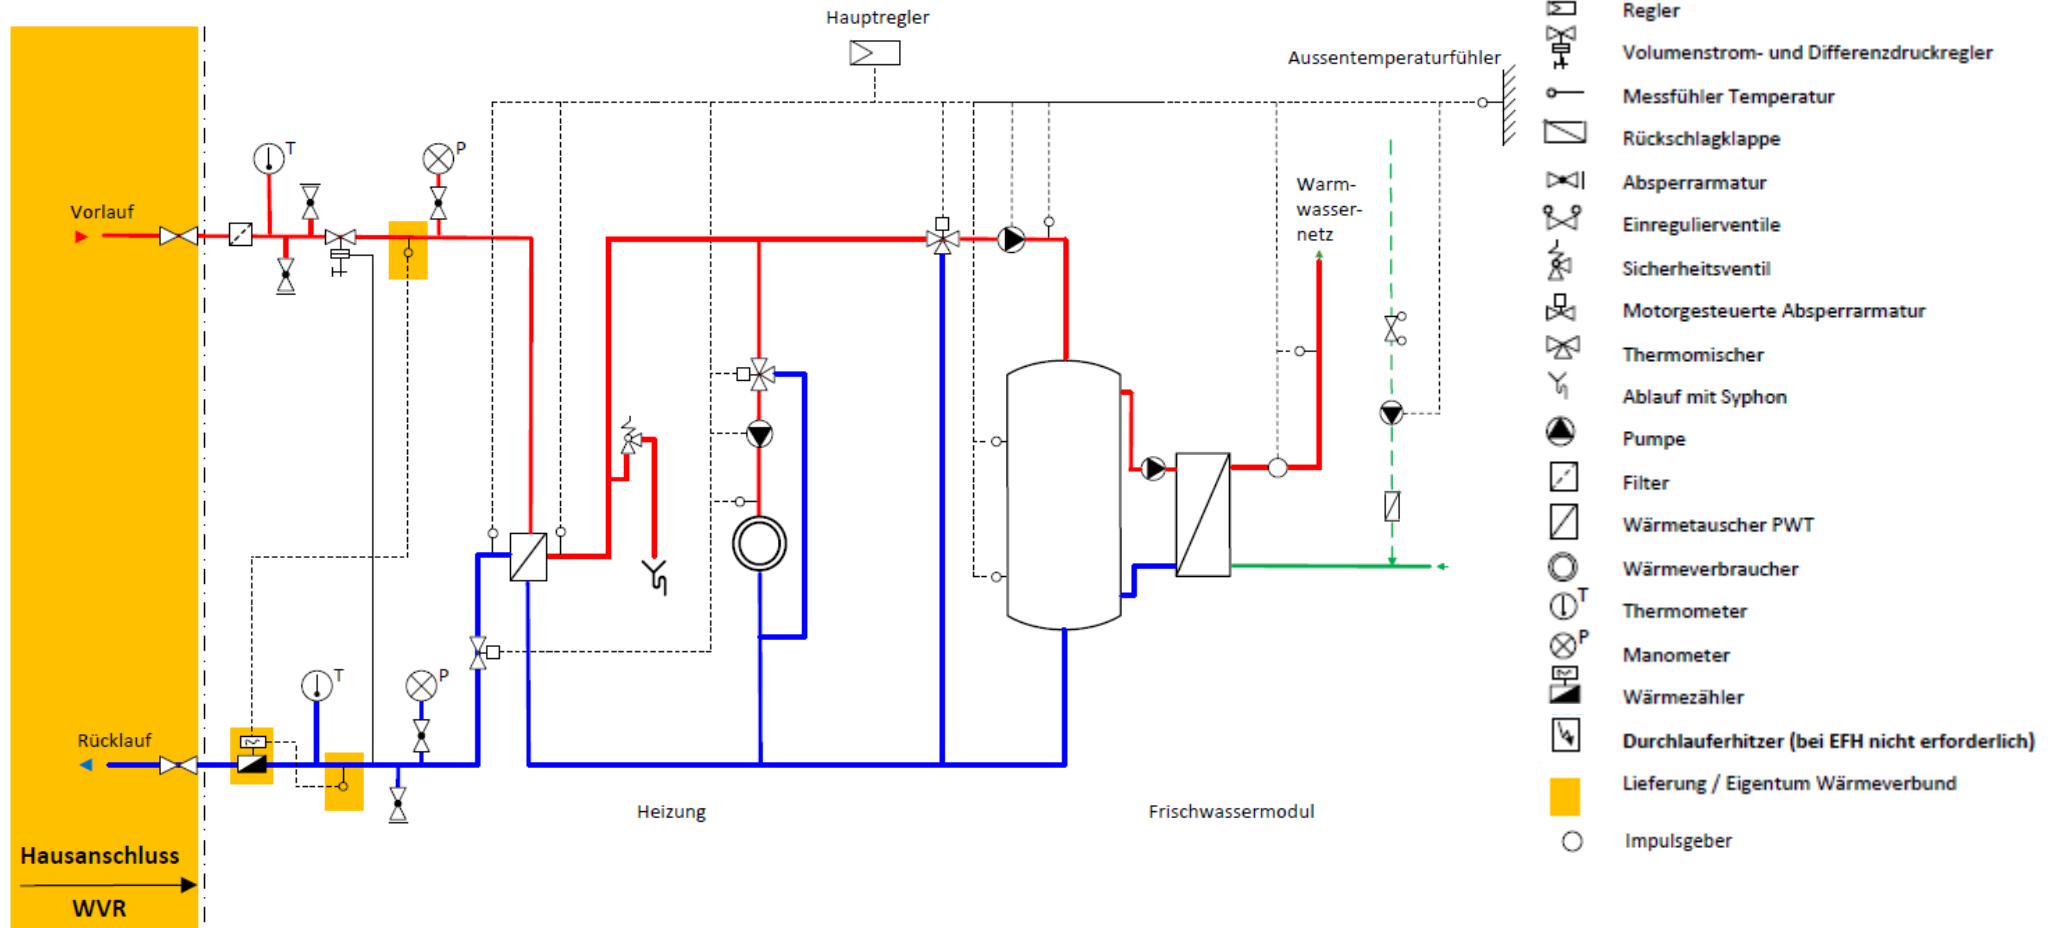 Hauptregler
Aussentemperaturfühler
T
P
Vorlauf
Warm-
wasser-
netz
T
P
Rücklauf
Heizung
Frischwassermodul
Hausanschluss
WVR
Regler
Volumenstrom- und Differenzdruckregler
Messfühler Temperatur
Rückschlagklappe
Absperrarmatur
Einregulierventile
Sicherheitsventil
Motorgesteuerte Absperrarmatur
Thermomischer
Ablauf mit Syphon
Pumpe
Filter
Wärmetauscher PWT
Wärmeverbraucher
T
Thermometer
P
Manometer
Wärmezähler
Durchlauferhitzer (bei EFH nicht erforderlich)
Lieferung / Eigentum Wärmeverbund
Impulsgeber